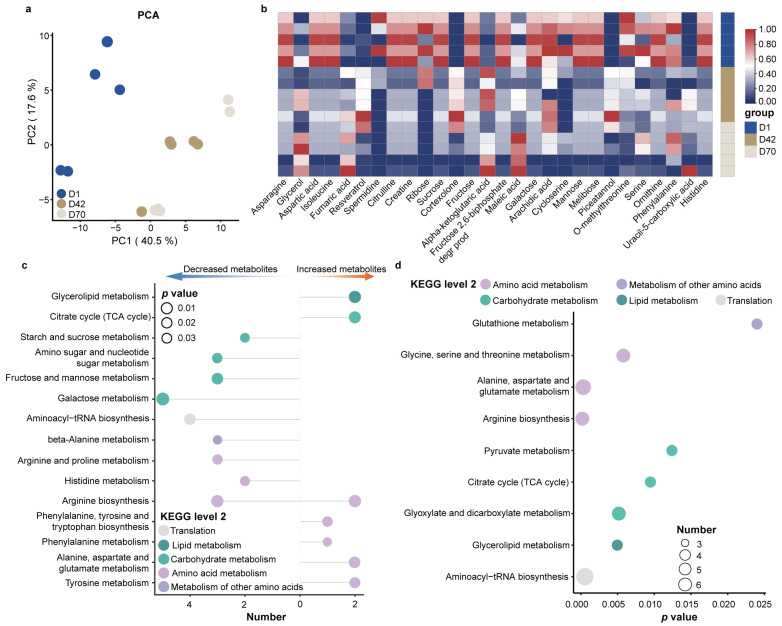 a
PCA
PC2 ( 17.6 %)
10
5
0
−5
D1
D42
D70
−10
−5
0
5
10
PC1 ( 40.5 %)
b
1.00
0.80
0.60
0.40
0.20
0.00
group
D1
D42
D70
Asparagine
Glycerol
Aspartic acid
Isoleucine
Fumaric acid
Resveratrol
Spermidine
Citrulline
Creatine
Ribose
Sucrose
Cortexolone
Fructose
Alpha-ketoglutaric acid
Fructose 2,6-biphosphate
degr prod
Maleic acid
Galactose
Arachidic acid
Cycloserine
Mannose
Melibiose
Piceatannol
O-methylthreonine
Serine
Ornithine
Phenylalanine
Uracil-5-carboxylic acid
Histidine
c
Decreased metabolites
Increased metabolites
Glycerolipid metabolism
Citrate cycle (TCA cycle)
Starch and sucrose metabolism
Amino sugar and nucleotide
sugar metabolism
Fructose and mannose metabolism
Galactose metabolism
Aminoacyl−tRNA biosynthesis
beta-Alanine metabolism
Arginine and proline metabolism
Histidine metabolism
Arginine biosynthesis
Phenylalanine, tyrosine and
tryptophan biosynthesis
Phenylalanine metabolism
Alanine, aspartate and
glutamate metabolism
Tyrosine metabolism
p value
0.01
0.02
0.03
KEGG level 2
Translation
Lipid metabolism
Carbohydrate metabolism
Amino acid metabolism
Metabolism of other amino acids
4
2
0
2
Number
d
KEGG level 2
Amino acid metabolism
Metabolism of other amino acids
Carbohydrate metabolism
Lipid metabolism
Translation
Glutathione metabolism
Glycine, serine and threonine metabolism
Alanine, aspartate and
glutamate metabolism
Arginine biosynthesis
Pyruvate metabolism
Citrate cycle (TCA cycle)
Glyoxylate and dicarboxylate metabolism
Glycerolipid metabolism
Aminoacyl−tRNA biosynthesis
Number
3
4
5
6
0.000
0.005
0.010
0.015
0.020
0.025
p value